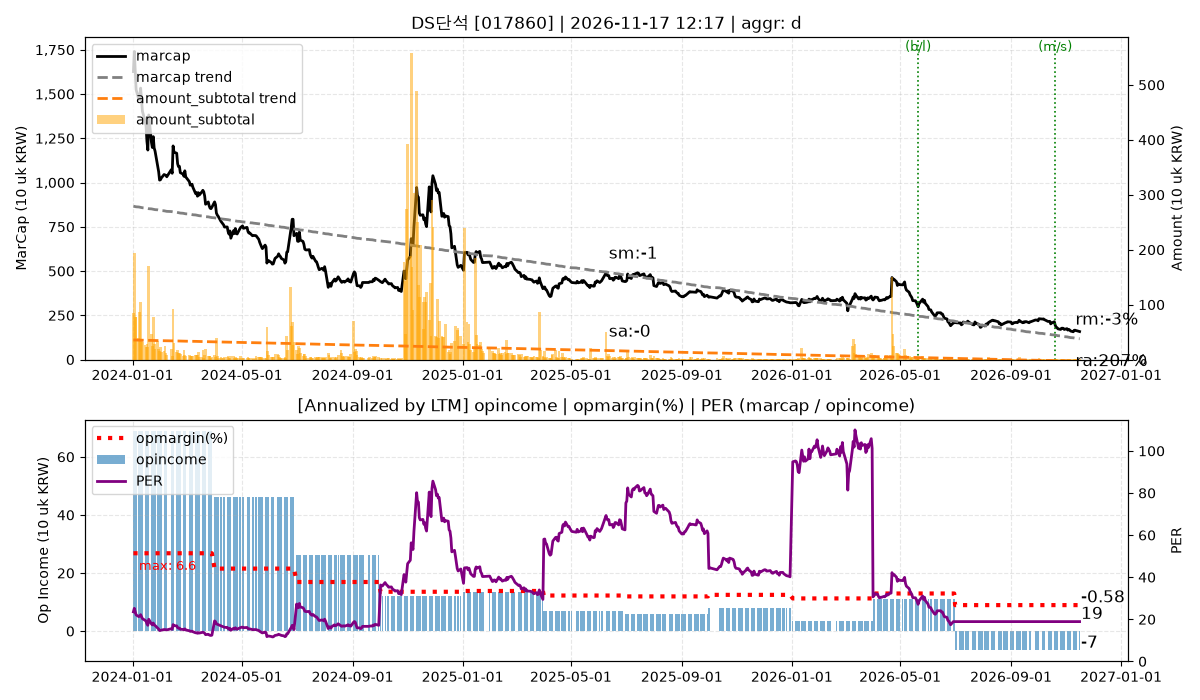 DS단석 [017860] | 2026-11-17 12:17 | aggr: d
marcap
marcap trend
amount_subtotal trend
amount_subtotal
(b/l)
(m/s)
sm:-1
sa:-0
rm:-3%
ra:207%
MarCap (10 uk KRW)
1,750
1,500
1,250
1,000
750
500
250
0
Amount (10 uk KRW)
500
400
300
200
100
0
2024-01-01 2024-05-01 2024-09-01 2025-01-01 2025-05-01 2025-09-01 2026-01-01 2026-05-01 2026-09-01 2027-01-01
[Annualized by LTM] opincome | opmargin(%) | PER (marcap / opincome)
opmargin(%)
opincome
PER
max: 6.6
-0.58
19
-7
Op Income (10 uk KRW)
60
40
20
0
PER
100
80
60
40
20
0
2024-01-01 2024-05-01 2024-09-01 2025-01-01 2025-05-01 2025-09-01 2026-01-01 2026-05-01 2026-09-01 2027-01-01